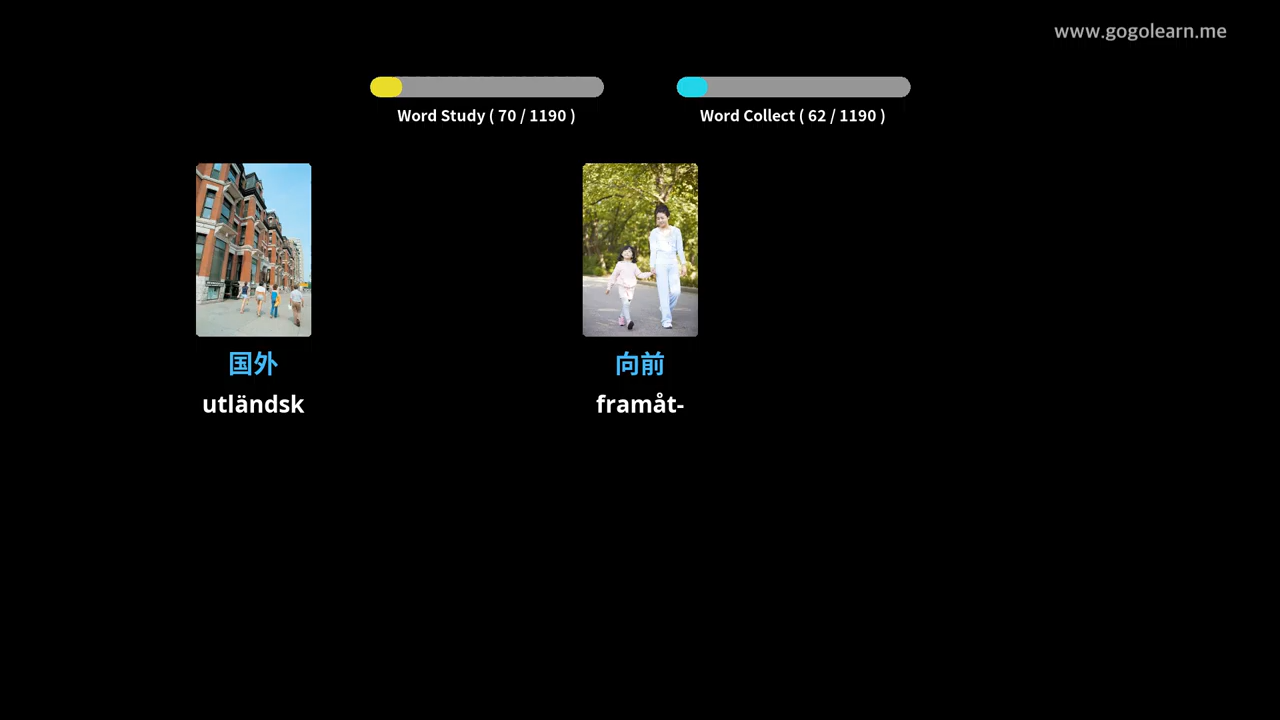 www.gogolearn.me
Word Study ( 70 / 1190 )
Word Collect ( 62 / 1190 )
国外
utländsk
向前
framåt-